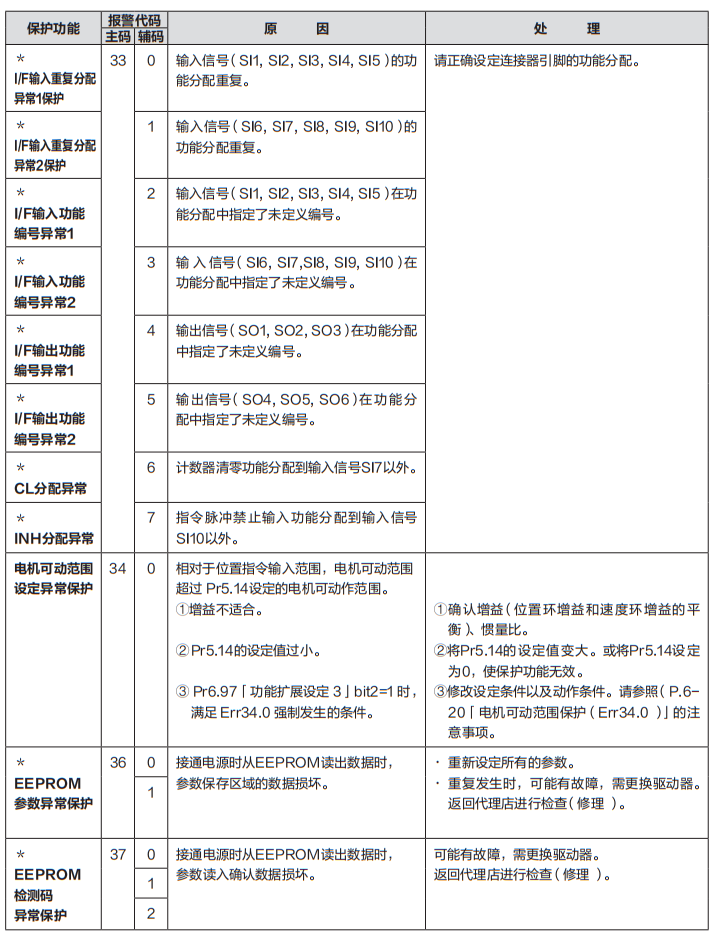 保护功能 报警代码 原 因 处 理
主码 辅码
* 33 0 输入信号(SI1, SI2, SI3, SI4, SI5)的功 请正确设定连接器引脚的功能分配。
I/F输入重复分配 能分配重复。
异常1保护
* 1 输入信号(SI6, SI7, SI8, SI9, SI10)的
I/F输入重复分配 功能分配重复。
异常2保护
* 2 输入信号(SI1, SI2, SI3, SI4, SI5)在功
I/F输入功能 能分配中指定了未定义编号。
编号异常1
* 3 输入信号(SI6, SI7,SI8, SI9, SI10)在
I/F输入功能 功能分配中指定了未定义编号。
编号异常2
* 4 输出信号(SO1, SO2, SO3)在功能分配
I/F输出功能 中指定了未定义编号。
编号异常1
* 5 输出信号(SO4, SO5, SO6)在功能分
I/F输出功能 配中指定了未定义编号。
编号异常2
* 6 计数器清零功能分配到输入信号SI7以外。
CL分配异常
* 7 指令脉冲禁止输入功能分配到输入信号
INH分配异常 SI10以外。
电机可动范围 34 0 相对于位置指令输入范围，电机可动范围
设定异常保护 超过 Pr5.14设定的电机可动作范围。
①增益不适合。 ①确认增益(位置环增益和速度环增益的平
衡)、惯量比。
②Pr5.14的设定值过小。 ②将Pr5.14的设定值变大。或将Pr5.14设定
为0，使保护功能无效。
③ Pr6.97「功能扩展设定 3」bit2=1 时， ③修改设定条件以及动作条件。请参照(P.6-
满足 Err34.0 强制发生的条件。 20「电机可动范围保护(Err34.0 )」的注
意事项。
* 36 0 接通电源时从EEPROM读出数据时， · 重新设定所有的参数。
EEPROM 1 参数保存区域的数据损坏。 · 重复发生时，可能有故障，需更换驱动器。
参数异常保护 返回代理店进行检查(修理 )。
* 37 0 接通电源时从EEPROM读出数据时， 可能有故障，需更换驱动器。
EEPROM 1 参数读入确认数据损坏。 返回代理店进行检查(修理 )。
检测码
异常保护 2